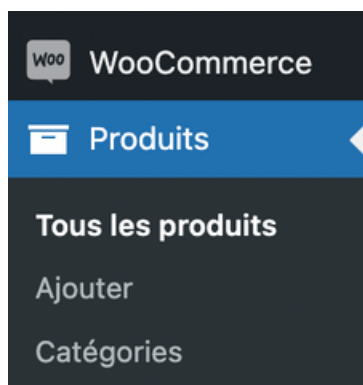 Woo WooCommerce
Produits
Tous les produits
Ajouter
Catégories